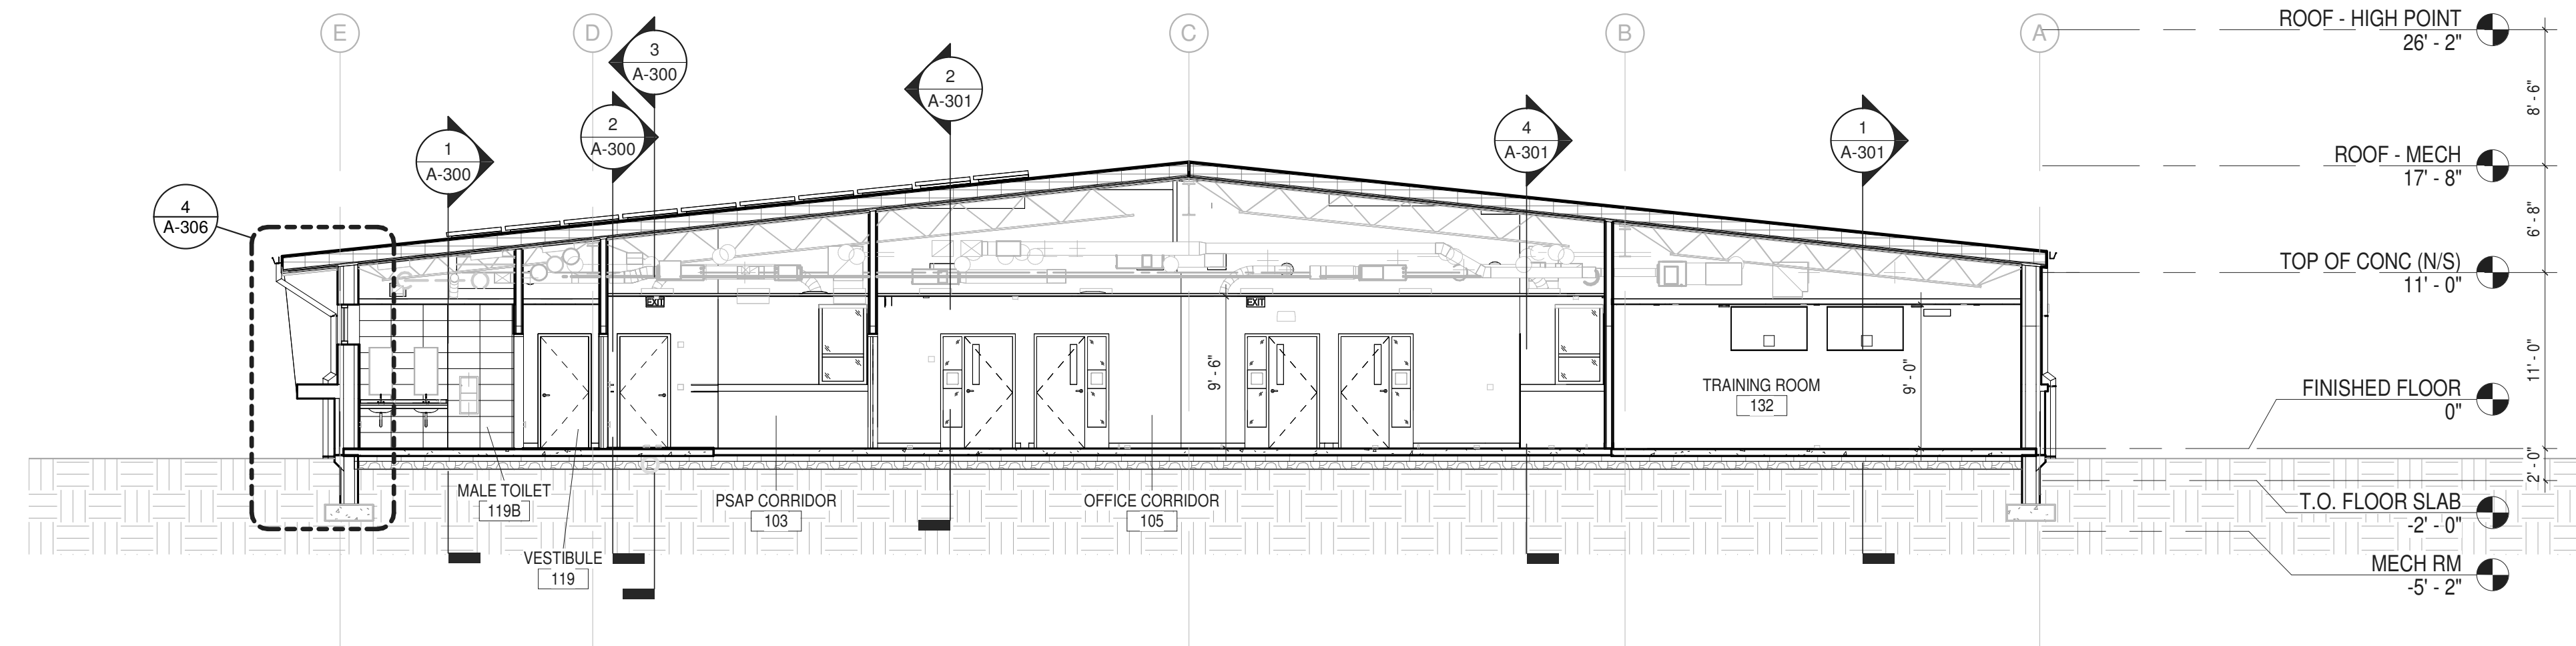 E
D
C
B
A
3
A-300
2
A-301
2
A-300
1
A-300
4
A-301
1
A-301
4
A-306
ROOF - HIGH POINT
26' - 2"
8' - 6"
ROOF - MECH
17' - 8"
6' - 8"
TOP OF CONC (N/S)
11' - 0"
11' - 0"
FINISHED FLOOR
0"
2' - 0"
T.O. FLOOR SLAB
-2' - 0"
MECH RM
-5' - 2"
EXIT
EXIT
9' - 6"
9' - 0"
TRAINING ROOM
132
MALE TOILET
119B
VESTIBULE
119
PSAP CORRIDOR
103
OFFICE CORRIDOR
105